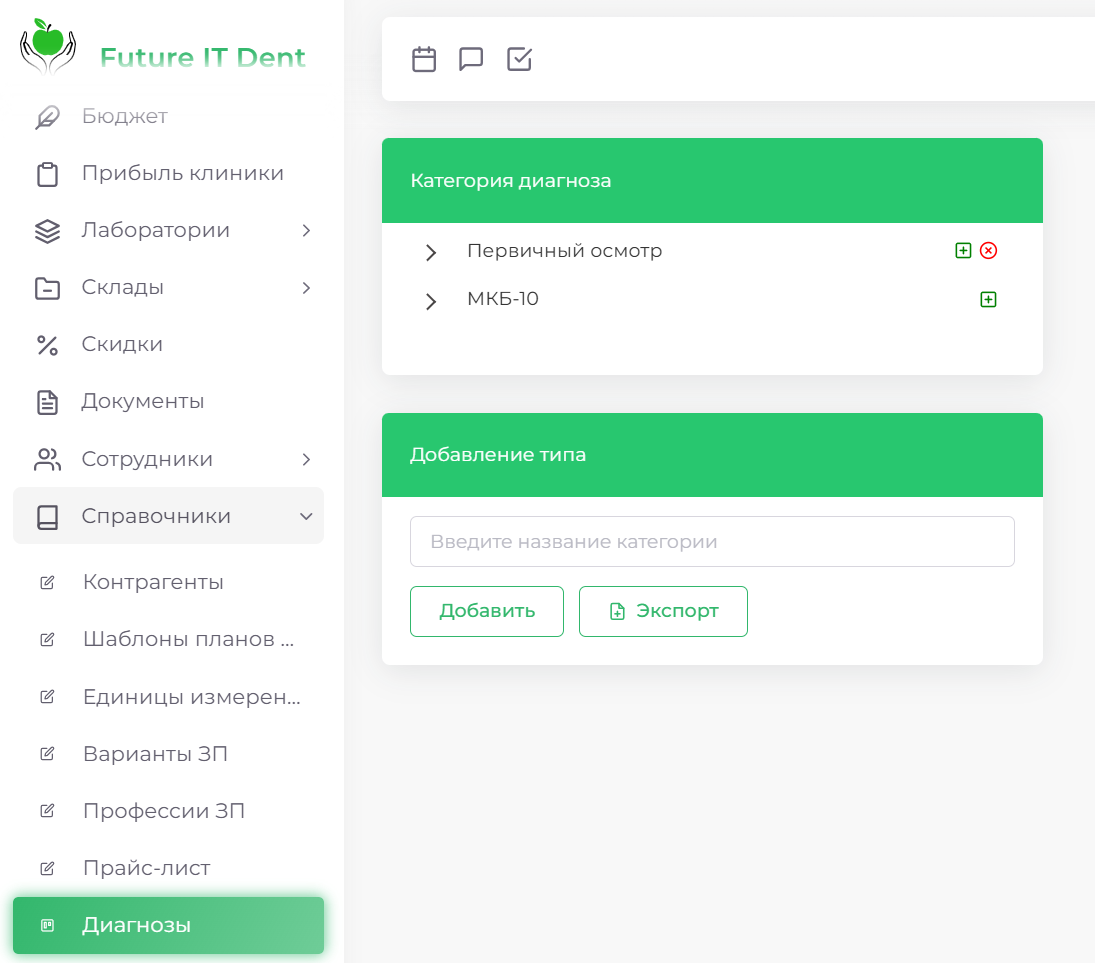 Future IT Dent
Бюджет
Прибыль клиники
Лаборатории
Склады
Скидки
Документы
Сотрудники
Справочники
Контрагенты
Шаблоны планов ...
Единицы измерен...
Варианты ЗП
Профессии ЗП
Прайс-лист
Диагнозы
Категория диагноза
Первичный осмотр
МКБ-10
Добавление типа
Введите название категории
Добавить
Экспорт